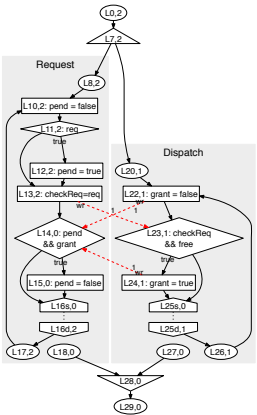 L0,2
L7,2
Request
L8,2
L10,2: pend = false
L11,2: req
true
Dispatch
L12,2: pend = true
L20,1
L13,2: checkReq=req
L22,1: grant = false
wr
wr
1
1
L14,0: pend
&& grant
L23,1: checkReq
&& free
true
true
1
wr
L15,0: pend = false
L24,1: grant = true
L16s,0
L25s,0
L16d,2
L25d,1
L17,2
L18,0
L27,0
L26,1
L28,0
L29,0